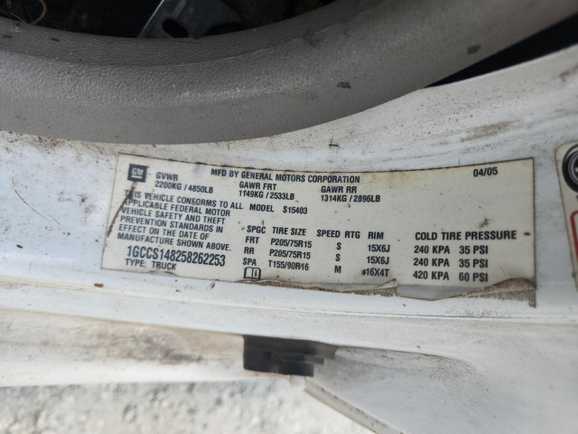 GM
MFD BY GENERAL MOTORS CORPORATION
04/05
GVWR
GAWR FRT
GAWR RR
2200KG/4850LB
1149KG/2533LB
1314KG/2896LB
THIS VEHICLE CONFORMS TO ALL
APPLICABLE FEDERAL MOTOR
VEHICLE SAFETY AND THEFT
PREVENTION STANDARDS IN
EFFECT ON THE DATE OF
MANUFACTURE SHOWN ABOVE.
1GCCS148258262253
TYPE: TRUCK
MODEL S15403
SPGC TIRE SIZE SPEED RTG RIM COLD TIRE PRESSURE
FRT P205/75R15 S 15X6J 240 KPA 35 PSI
RR P205/75R15 S 15X6J 240 KPA 35 PSI
SPA T155/90R16 M #16X4T 420 KPA 60 PSI